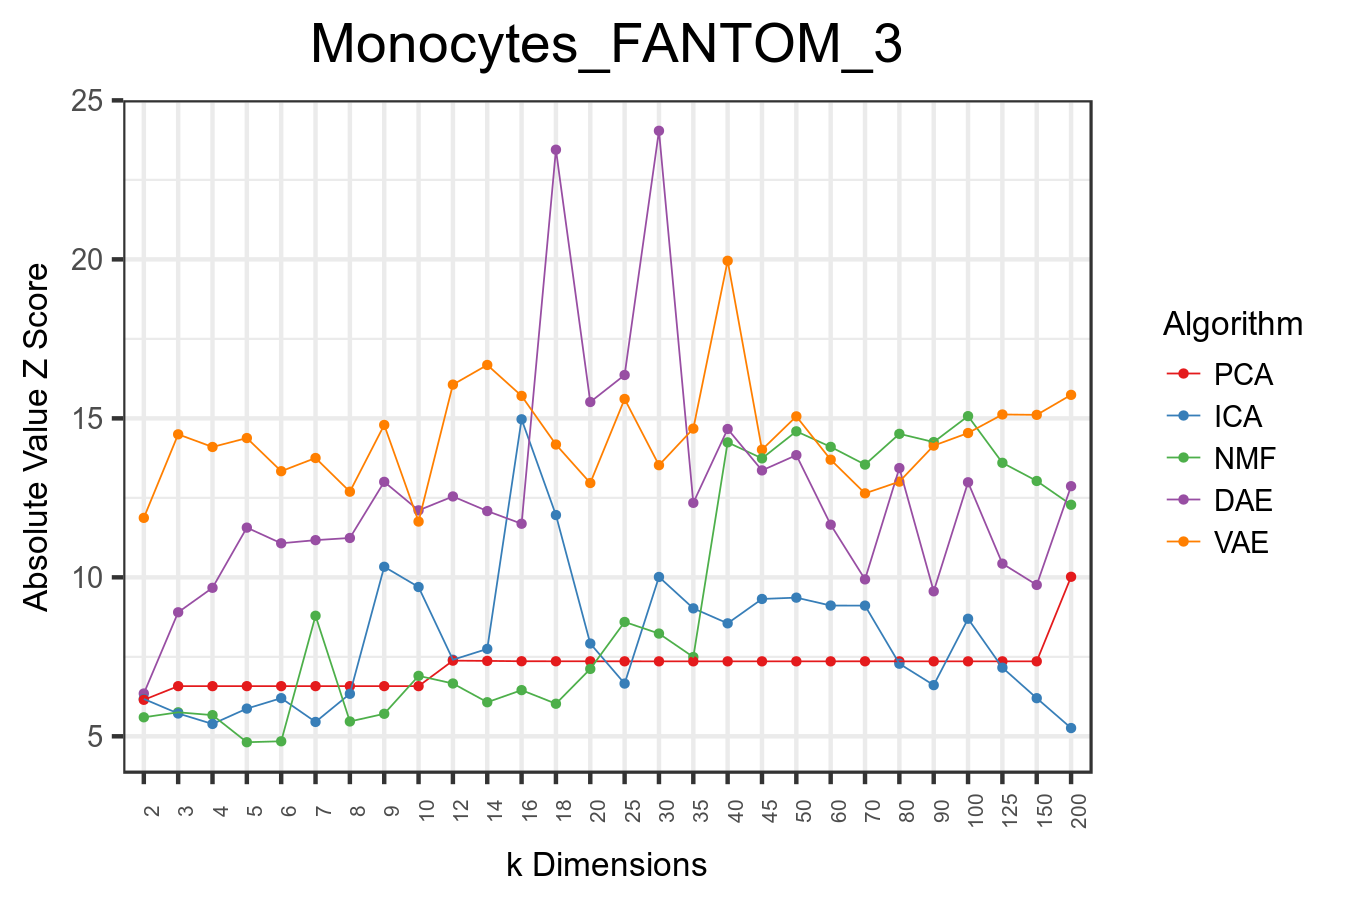 Monocytes_FANTOM_3
Absolute Value Z Score
25
20
15
10
5
2 3 4 5 6 7 8 9 10 12 14 16 18 20 25 30 35 40 45 50 60 70 80 90 100 125 150 200
k Dimensions
Algorithm
PCA
ICA
NMF
DAE
VAE